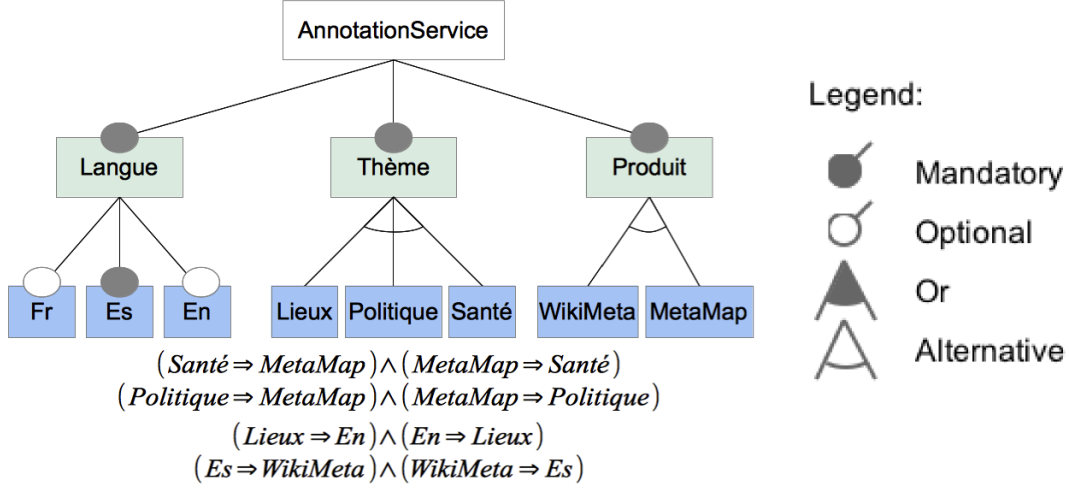 AnnotationService
Legend:
Langue Thème Produit
Mandatory
Optional
Fr Es En Lieux Politique Santé WikiMeta MetaMap
Or
Alternative
(Santé ⇒ MetaMap) ∧ (MetaMap ⇒ Santé)
(Politique ⇒ MetaMap) ∧ (MetaMap ⇒ Politique)
(Lieux ⇒ En) ∧ (En ⇒ Lieux)
(Es ⇒ WikiMeta) ∧ (WikiMeta ⇒ Es)